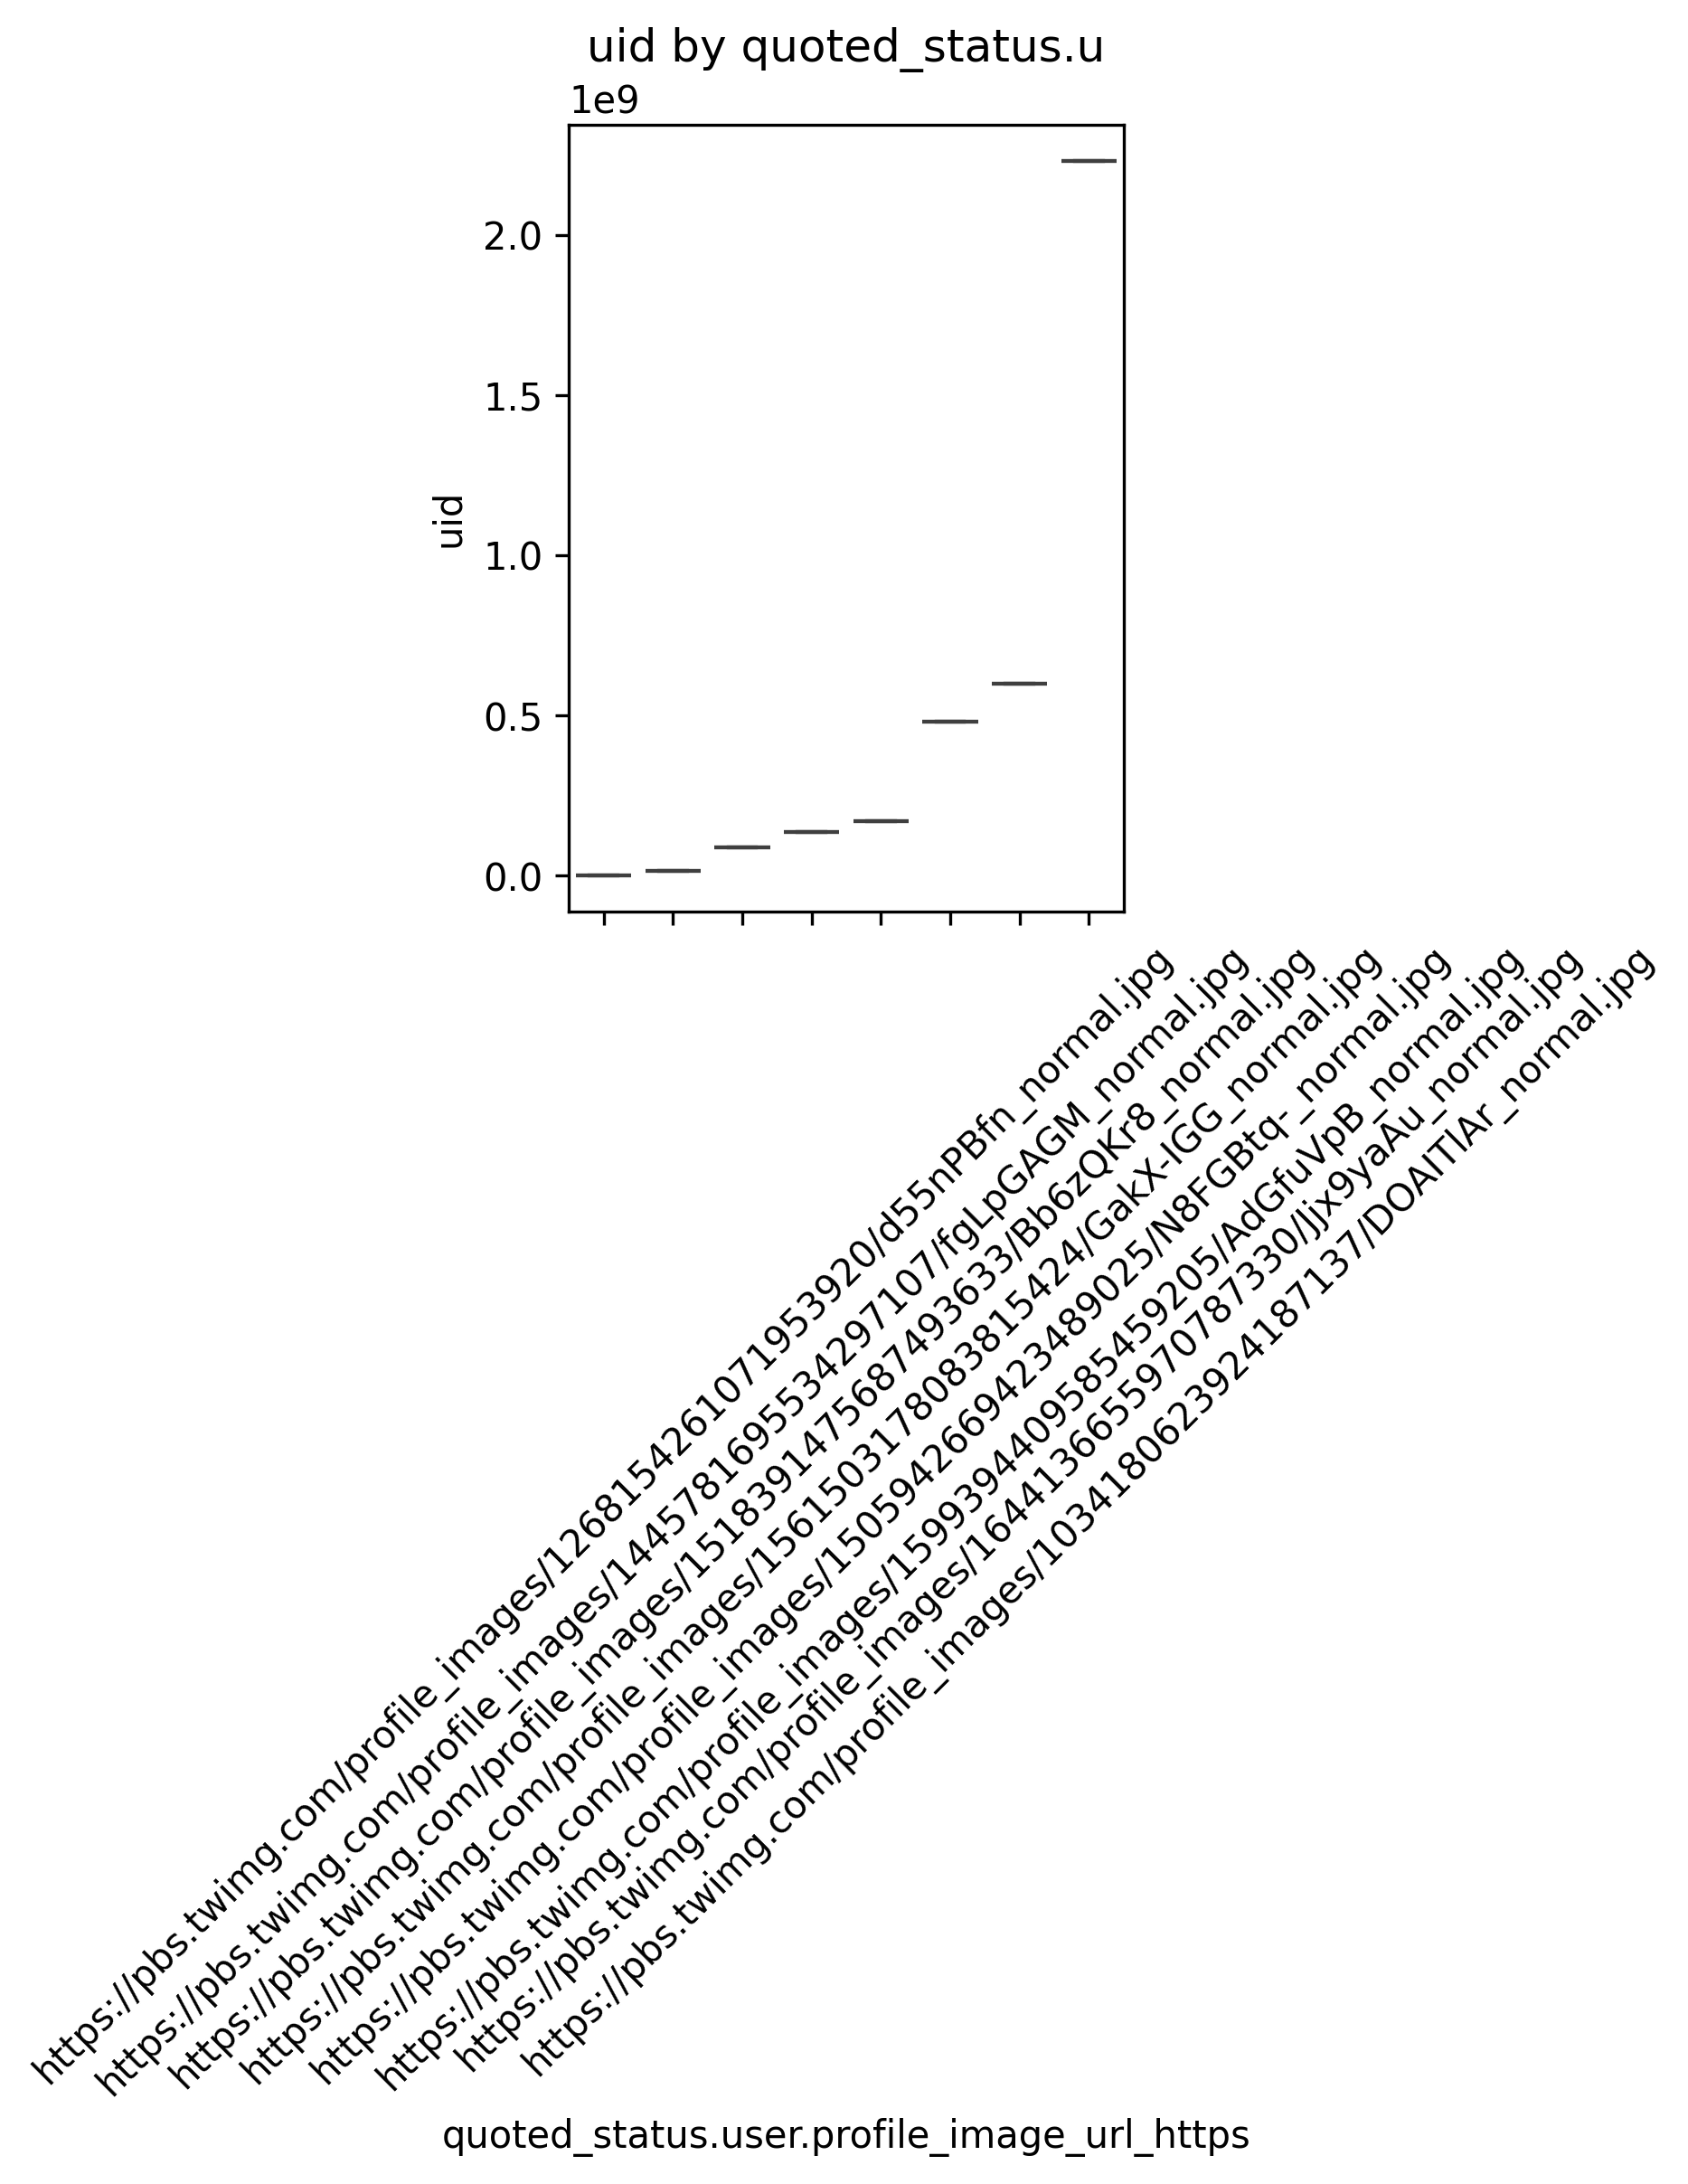 uid by quoted_status.u
1e9
2.0
1.5
1.0
0.5
0.0
uid
https://pbs.twimg.com/profile_images/1268154261071953920/d55nPBfn_normal.jpg
https://pbs.twimg.com/profile_images/1445781695534297107/fgLpGAGM_normal.jpg
https://pbs.twimg.com/profile_images/1518391475687493633/Bb6zQKr8_normal.jpg
https://pbs.twimg.com/profile_images/1561503178083815424/GakX-IGG_normal.jpg
https://pbs.twimg.com/profile_images/1505942669423489025/N8FGBtq-_normal.jpg
https://pbs.twimg.com/profile_images/1599394409585459205/AdGfuVpB_normal.jpg
https://pbs.twimg.com/profile_images/1644136655970787330/Jjx9yaAu_normal.jpg
https://pbs.twimg.com/profile_images/1034180623924187137/DOAITlAr_normal.jpg
quoted_status.user.profile_image_url_https